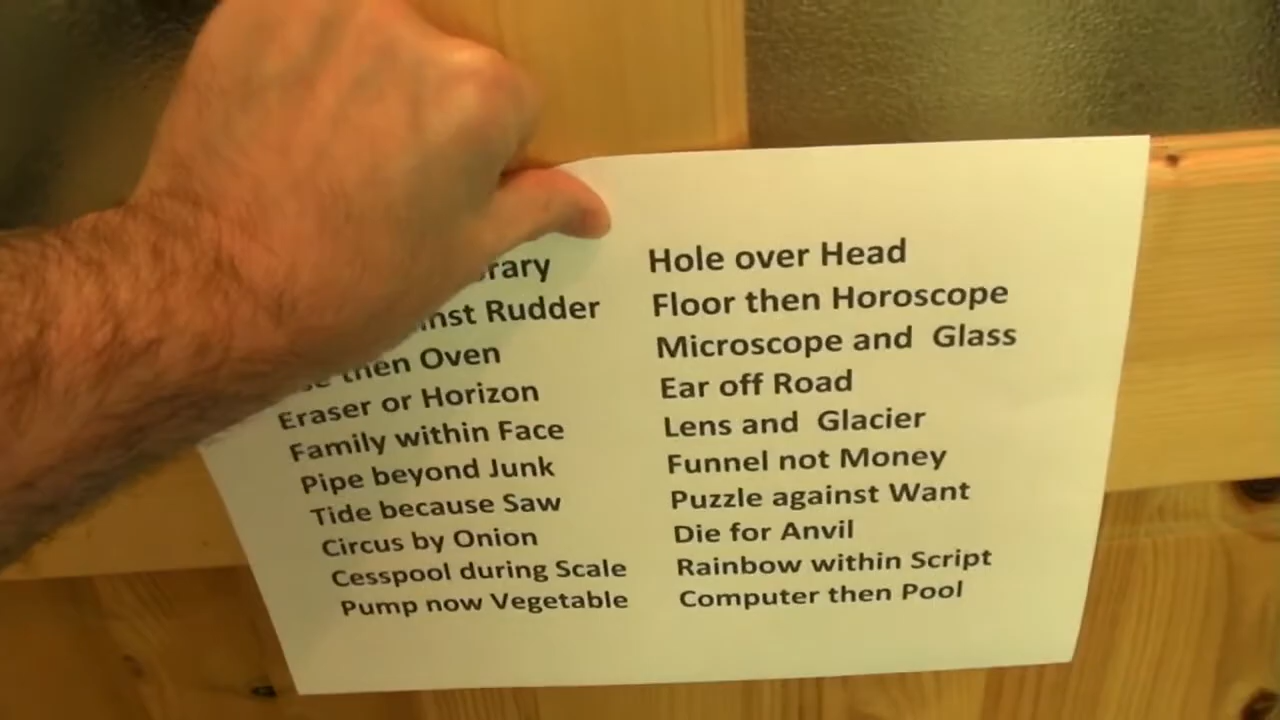 Rudder
then Oven
Eraser or Horizon
Family within Face
Pipe beyond Junk
Tide because Saw
Circus by Onion
Cesspool during Scale
Pump now Vegetable
Hole over Head
Floor then Horoscope
Microscope and Glass
Ear off Road
Lens and Glacier
Funnel not Money
Puzzle against Want
Die for Anvil
Rainbow within Script
Computer then Pool